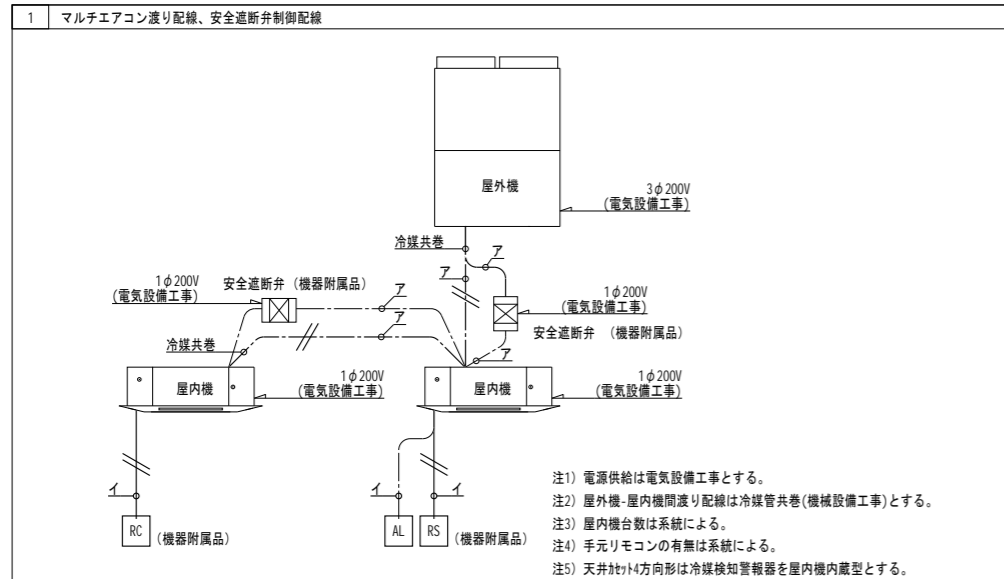 1 マルチエアコン渡り配線、安全遮断弁制御配線
屋外機
3φ200V
(電気設備工事)
冷媒共巻
ア
ア
1φ200V
(電気設備工事)
安全遮断弁 (機器附属品)
ア
1φ200V
(電気設備工事)
安全遮断弁 (機器附属品)
ア
冷媒共巻
ア
屋内機
1φ200V
(電気設備工事)
屋内機
1φ200V
(電気設備工事)
イ
イ
イ
RC (機器附属品)
AL
RS (機器附属品)
注1) 電源供給は電気設備工事とする。
注2) 屋外機-屋内機間渡り配線は冷媒管共巻(機械設備工事)とする。
注3) 屋内機台数は系統による。
注4) 手元リモコンの有無は系統による。
注5) 天井ｶｾｯﾄ4方向形は冷媒検知警報器を屋内機内蔵型とする。